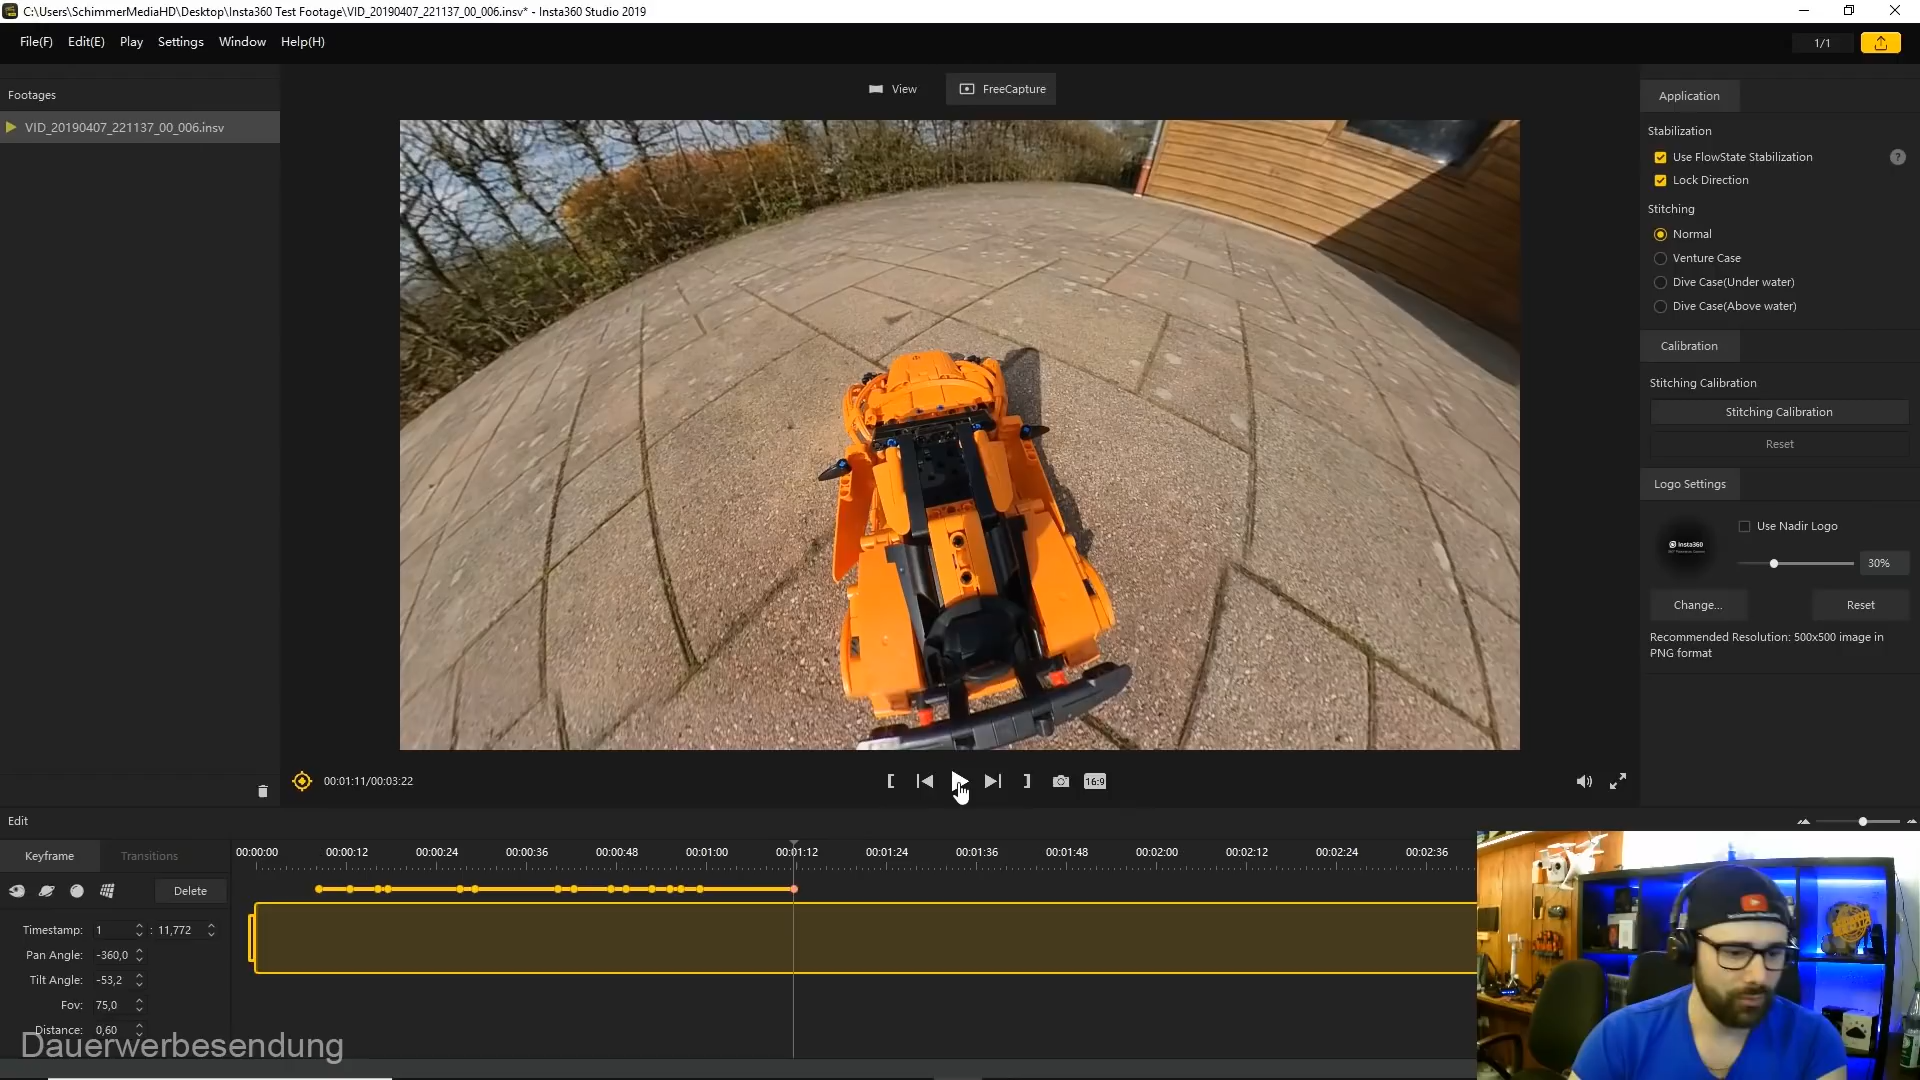 C:\Users\SchimmerMediaHD\Desktop\Insta360 Test Footage\VID_20190407_221137_00_006.insv* - Insta360 Studio 2019
File(F) Edit(E) Play Settings Window Help(H)
1/1
View FreeCapture
Footages
VID_20190407_221137_00_006.insv
Application
Stabilization
Use FlowState Stabilization ?
Lock Direction
Stitching
Normal
Venture Case
Dive Case(Under water)
Dive Case(Above water)
Calibration
Stitching Calibration
Stitching Calibration
Reset
Logo Settings
Insta360
Use Nadir Logo
30%
Change... Reset
Recommended Resolution: 500x500 image in
PNG format
00:01:11/00:03:22
16:9
Edit
Keyframe Transitions
00:00:00 00:00:12 00:00:24 00:00:36 00:00:48 00:01:00 00:01:12 00:01:24 00:01:36 00:01:48 00:02:00 00:02:12 00:02:24 00:02:36
Delete
Timestamp: 1 : 11,772
Pan Angle: -360,0
Tilt Angle: -53,2
Fov: 75,0
Distance: 0,60
Dauerwerbesendung